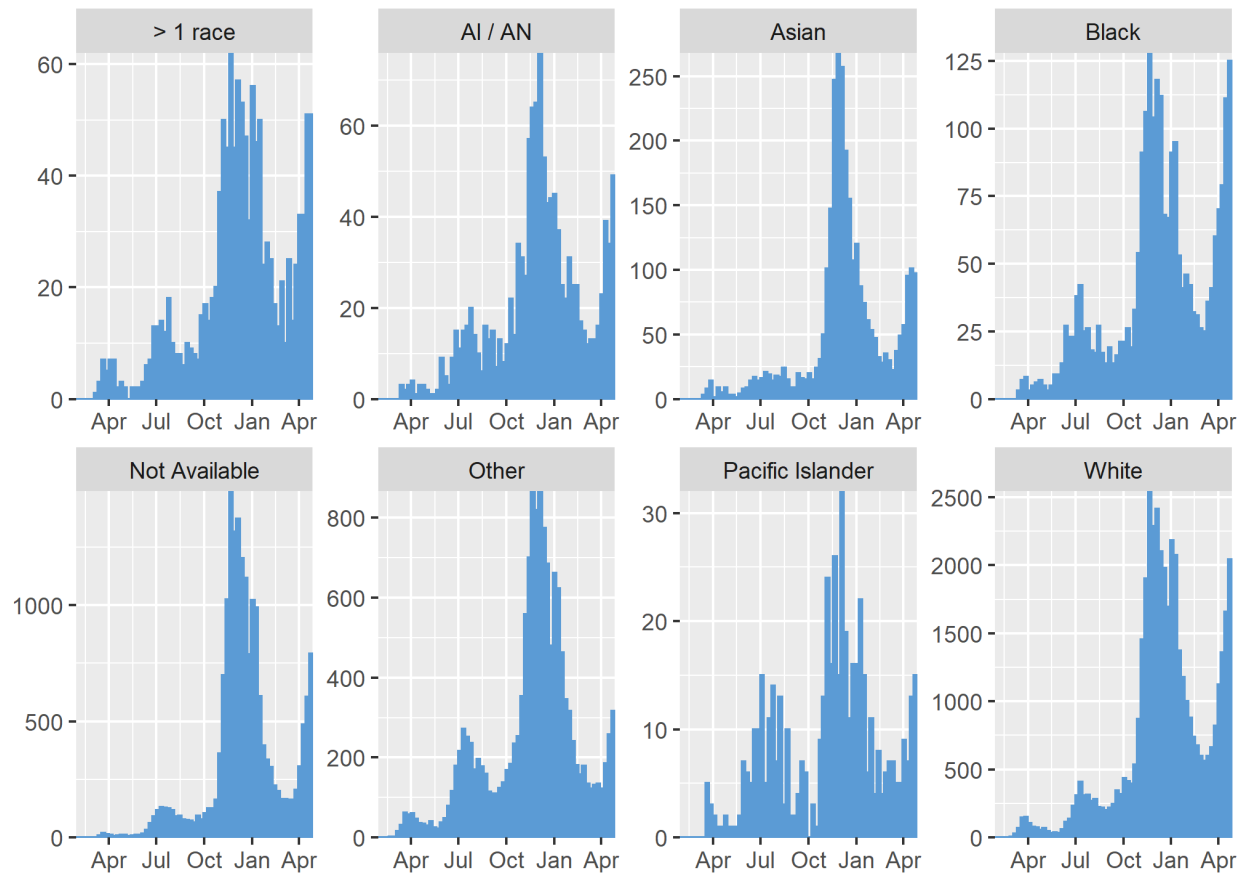 > 1 race
AI / AN
Asian
Black
60
40
20
0
60
40
20
0
250
200
150
100
50
0
125
100
75
50
25
0
Apr Jul Oct Jan Apr
Apr Jul Oct Jan Apr
Apr Jul Oct Jan Apr
Apr Jul Oct Jan Apr
Not Available
Other
Pacific Islander
White
1000
500
0
800
600
400
200
0
30
20
10
0
2500
2000
1500
1000
500
0
Apr Jul Oct Jan Apr
Apr Jul Oct Jan Apr
Apr Jul Oct Jan Apr
Apr Jul Oct Jan Apr